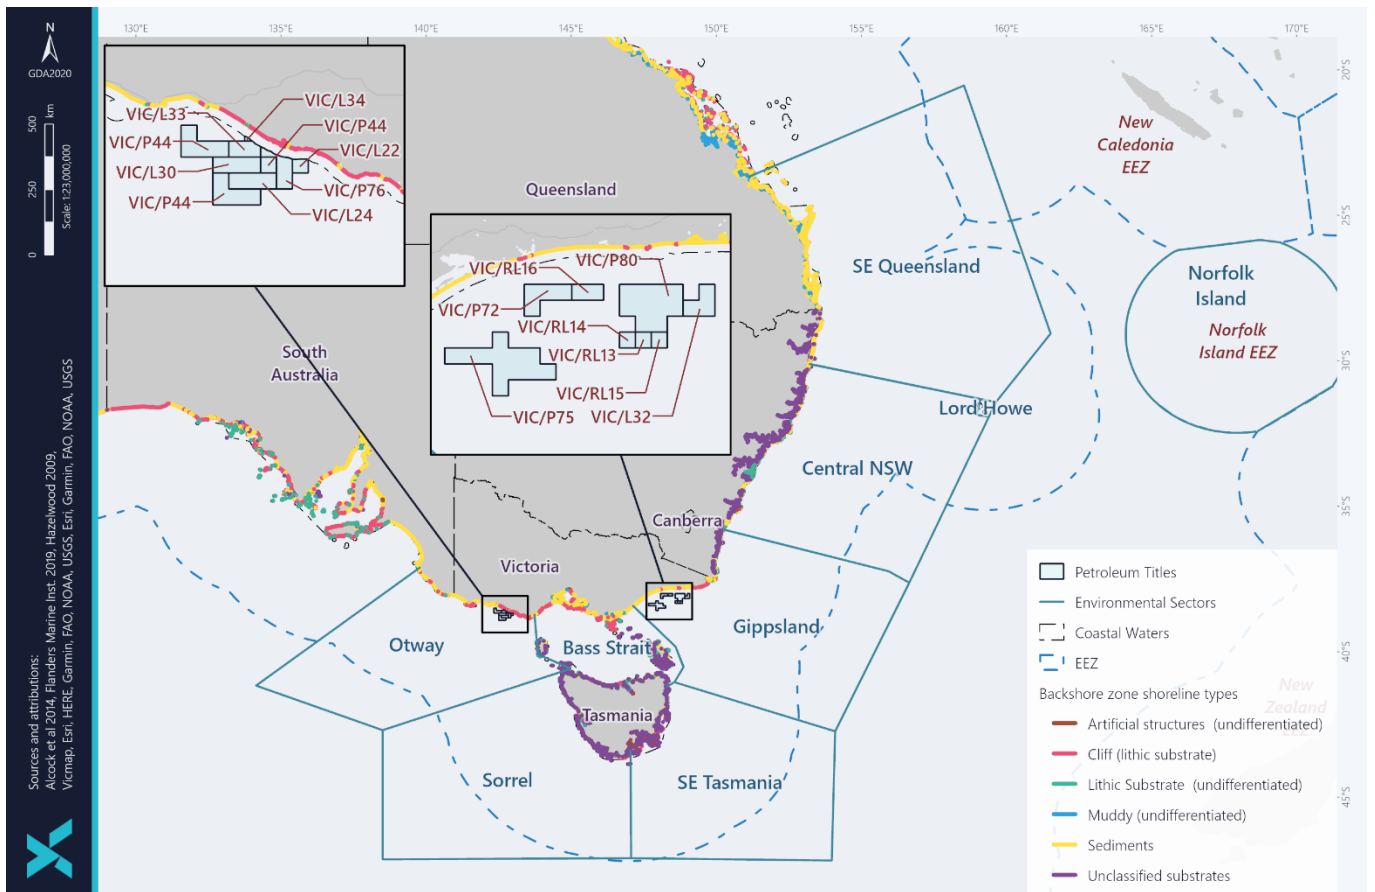 130°E
135°E
140°E
145°E
150°E
155°E
160°E
165°E
170°E
20°S
25°S
30°S
35°S
40°S
45°S
N
GDA2020
km
500
250
0
Scale: 1:23,000,000
Sources and attributions:
Alcock et al 2014, Flanders Marine Inst. 2019, Hazelwood 2009,
Vicmap, Esri, HERE, Garmin, FAO, NOAA, USGS, Esri, Garmin, FAO, NOAA, USGS
VIC/L34
VIC/L33
VIC/P44
VIC/P44
VIC/L22
VIC/L30
VIC/P76
VIC/P44
VIC/L24
VIC/P80
VIC/RL16
VIC/P72
VIC/RL14
VIC/RL13
VIC/RL15
VIC/P75
VIC/L32
Queensland
South
Australia
Canberra
Victoria
Tasmania
Otway
Bass Strait
Gippsland
Sorrel
SE Tasmania
Central NSW
Lord Howe
SE Queensland
New
Caledonia
EEZ
Norfolk
Island
Norfolk
Island EEZ
New
Zealand
EEZ
Petroleum Titles
Environmental Sectors
Coastal Waters
EEZ
Backshore zone shoreline types
Artificial structures (undifferentiated)
Cliff (lithic substrate)
Lithic Substrate (undifferentiated)
Muddy (undifferentiated)
Sediments
Unclassified substrates